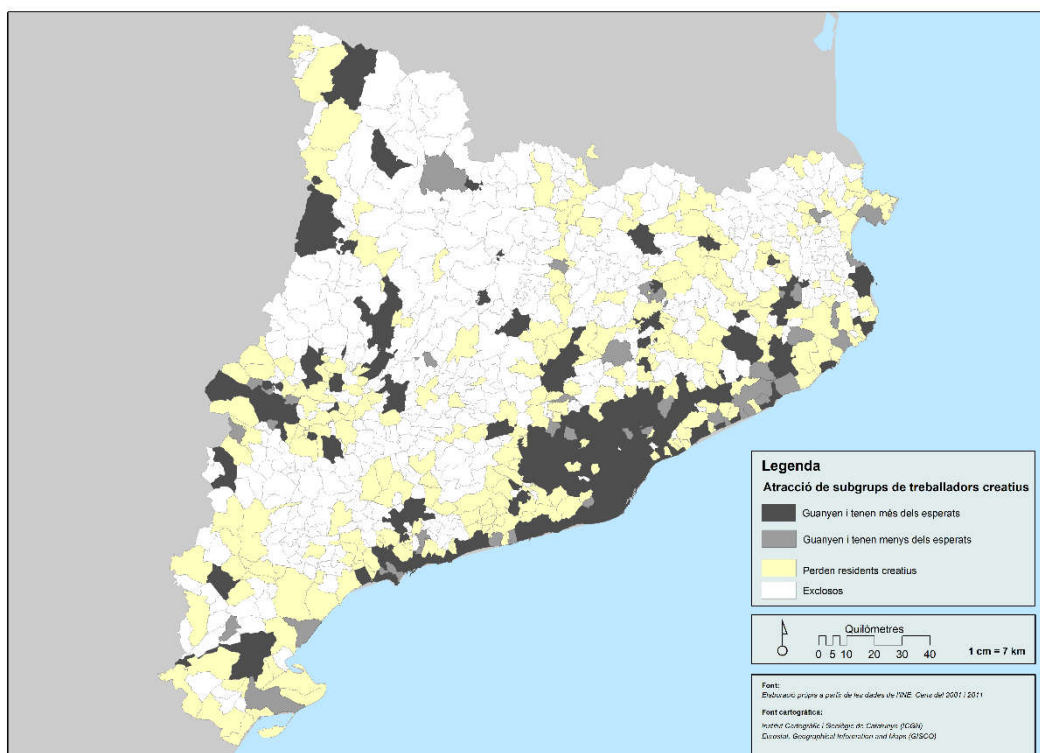 Legenda
Atracció de subgrups de treballadors creatius
Guanyen i tenen més dels esperats
Guanyen i tenen menys dels esperats
Perden residents creatius
Exclosos
Quilòmetres
0 5 10 20 30 40
1 cm = 7 km
Font:
Elaboració pròpia a partir de les dades de l'INE. Cens del 2001 i 2011
Font cartogràfica:
Institut Cartogràfic i Geològic de Catalunya (ICGN)
Eurostat. Geographical Information and Maps (GISCO)